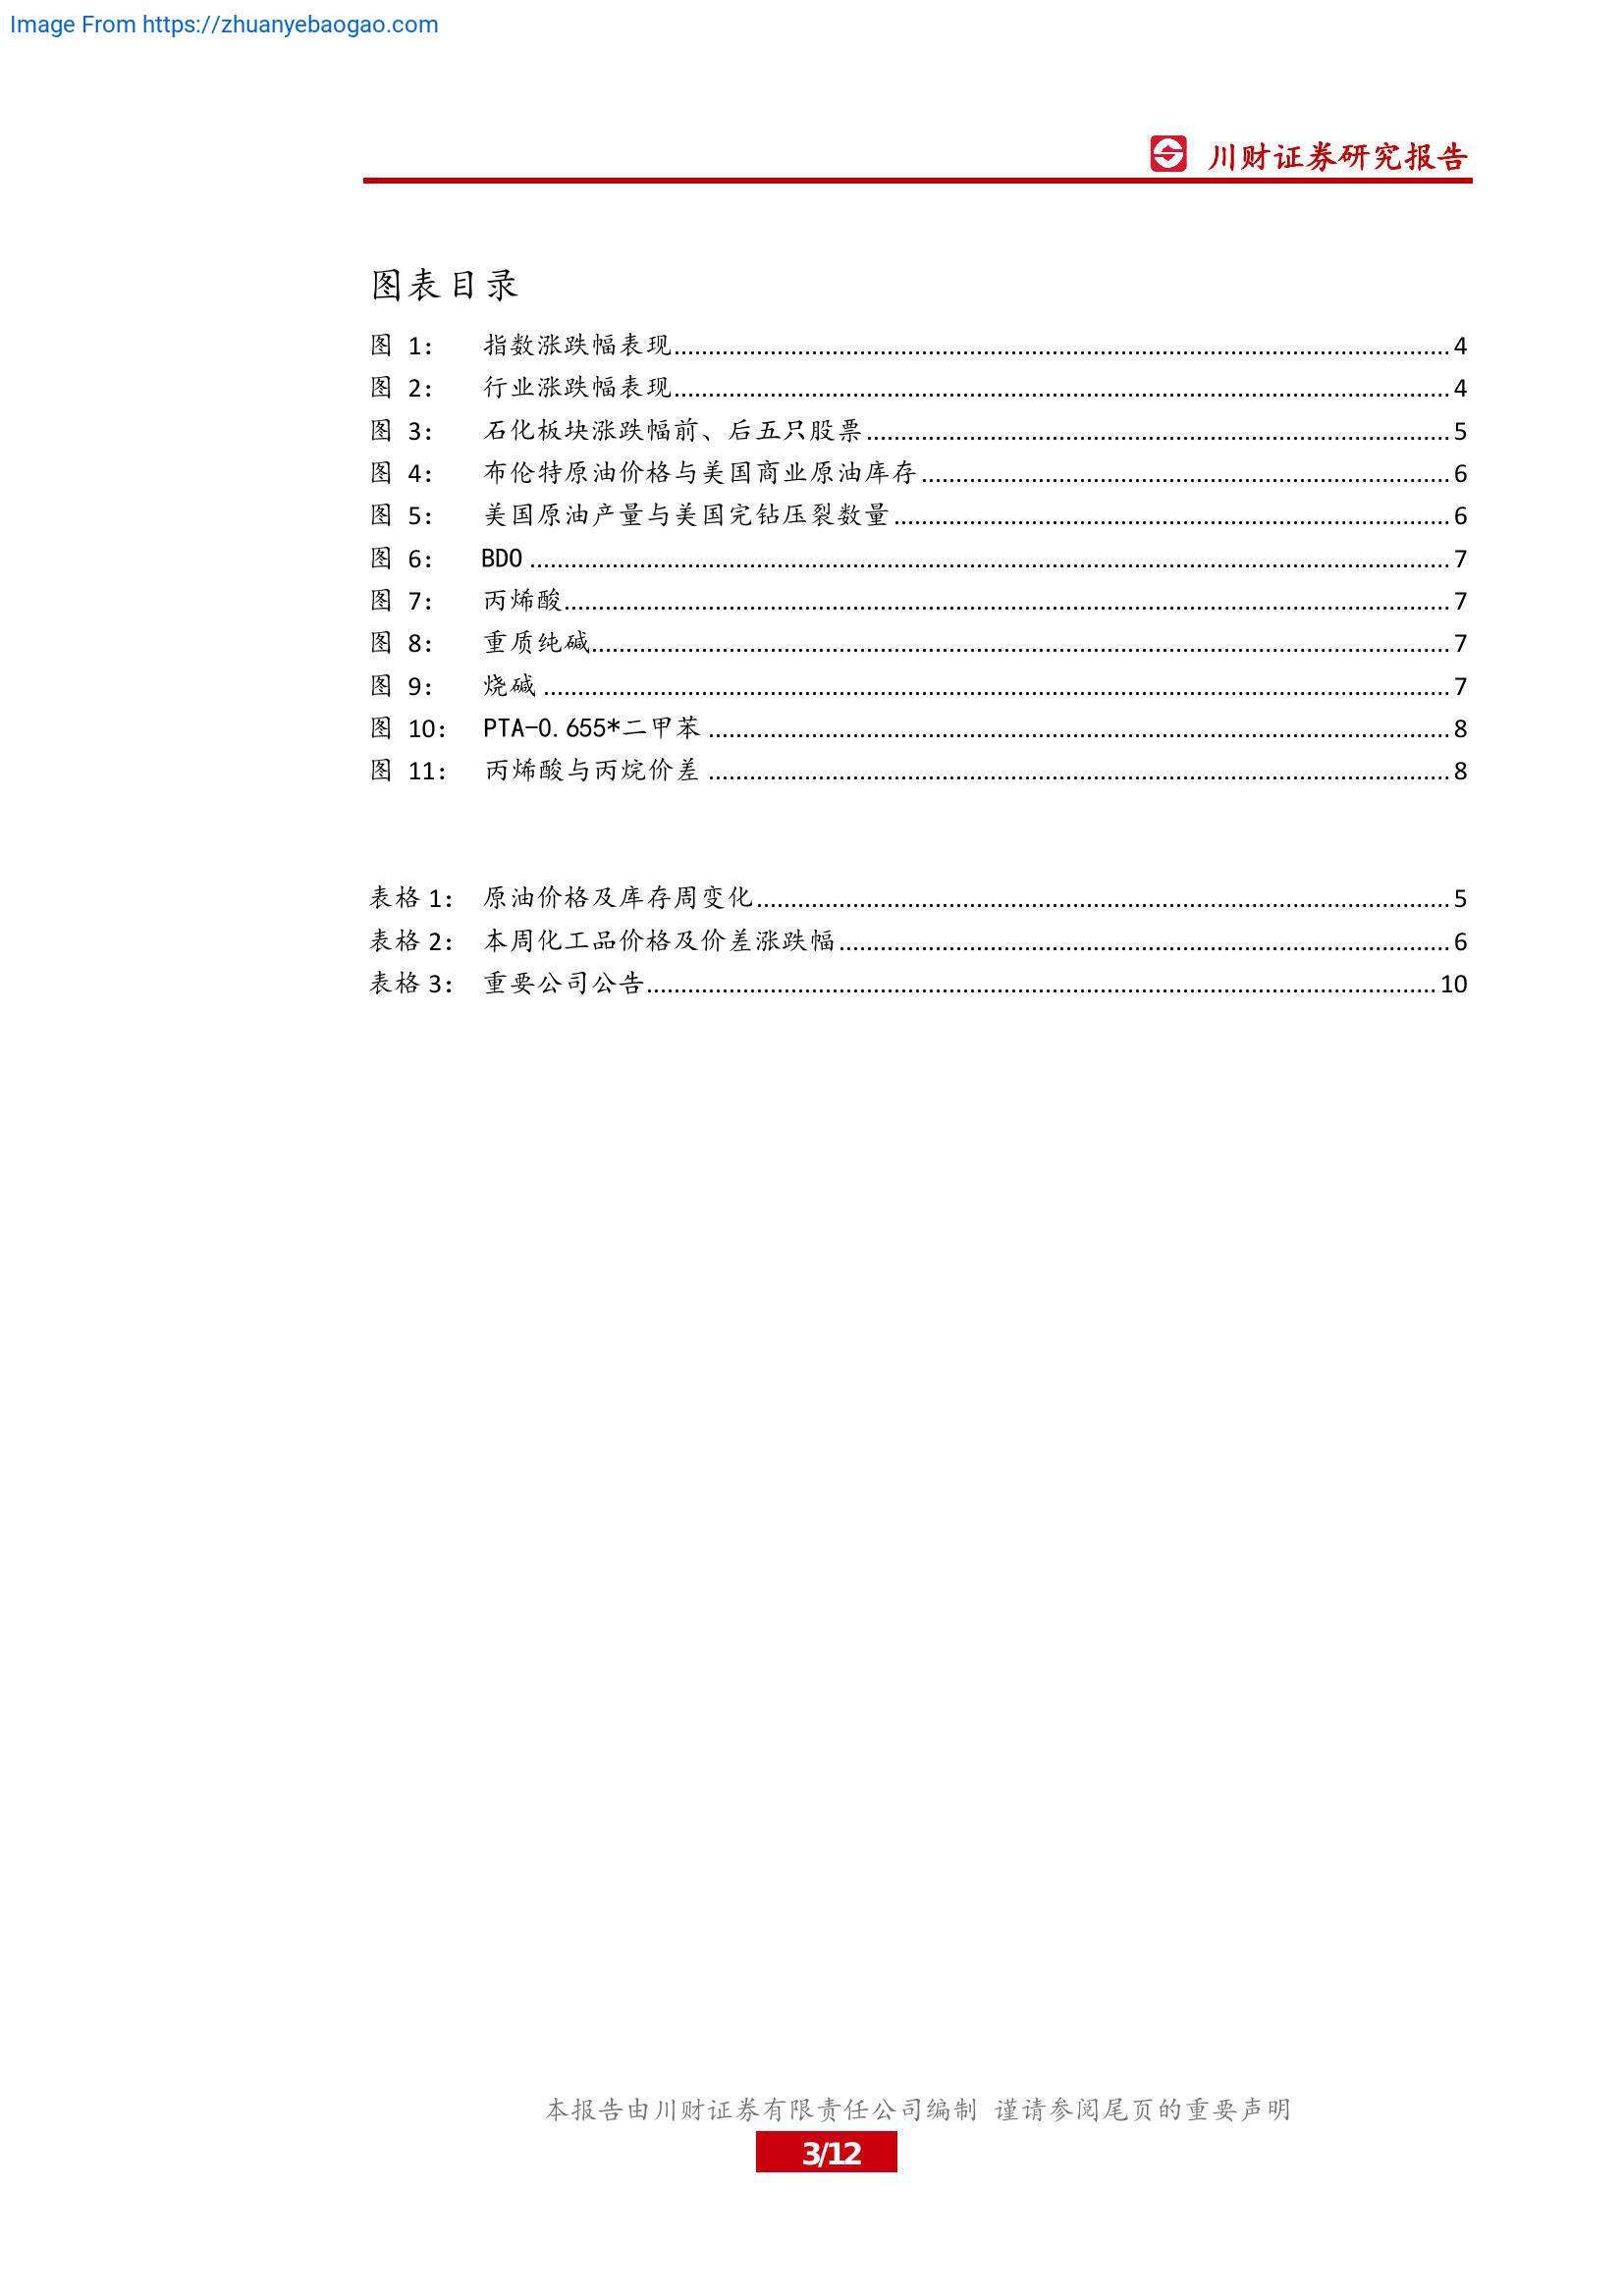 Image From https://zhuanyebaogao.com
川财证券研究报告
图表目录
图 1: 指数涨跌幅表现 4
图 2: 行业涨跌幅表现 4
图 3: 石化板块涨跌幅前、后五只股票 5
图 4: 布伦特原油价格与美国商业原油库存 6
图 5: 美国原油产量与美国完钻压裂数量 6
图 6: BDO 7
图 7: 丙烯酸 7
图 8: 重质纯碱 7
图 9: 烧碱 7
图 10: PTA-0.655*二甲苯 8
图 11: 丙烯酸与丙烷价差 8
表格 1: 原油价格及库存周变化 5
表格 2: 本周化工品价格及价差涨跌幅 6
表格 3: 重要公司公告 10
本报告由川财证券有限责任公司编制 谨请参阅尾页的重要声明
3/12